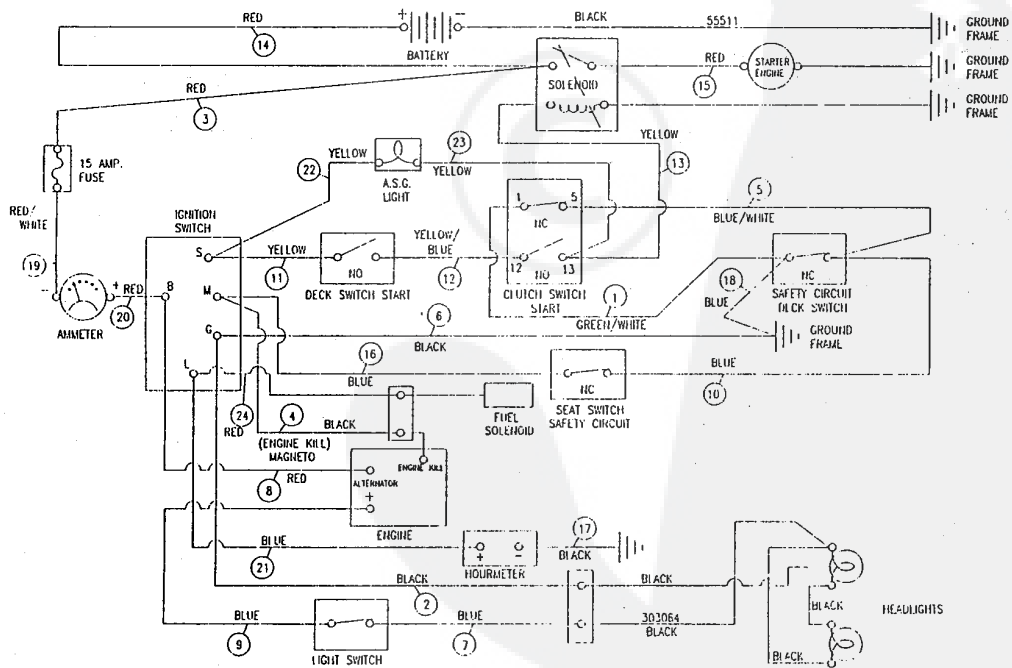 RED
14
+
-
BATTERY
BLACK
55511
GROUND
FRAME
SOLENOID
RED
15
STARTER
ENGINE
GROUND
FRAME
GROUND
FRAME
RED
3
15 AMP.
FUSE
RED/
WHITE
19
-
+
AMMETER
RED
20
IGNITION
SWITCH
S
B
M
G
L
22
YELLOW
A.S.G.
LIGHT
23
YELLOW
YELLOW
13
YELLOW
11
NO
DECK SWITCH START
YELLOW/
BLUE
12
1
5
NC
12
NO
13
CLUTCH SWITCH
START
5
BLUE/WHITE
1
GREEN/WHITE
18
BLUE
NC
SAFETY CIRCUIT
DECK SWITCH
GROUND
FRAME
6
BLACK
16
BLUE
NC
SEAT SWITCH
SAFETY CIRCUIT
BLUE
10
24
RED
4
BLACK
(ENGINE KILL)
MAGNETO
FUEL
SOLENOID
ENGINE KILL
ALTERNATOR
+
ENGINE
8
RED
BLUE
21
+
-
HOURMETER
17
BLACK
BLACK
2
BLACK
BLUE
9
LIGHT SWITCH
BLUE
7
303064
BLACK
BLACK
BLACK
HEADLIGHTS